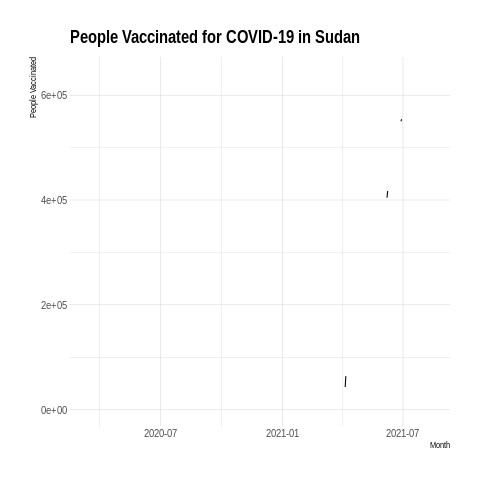 People Vaccinated for COVID-19 in Sudan
People Vaccinated
6e+05
4e+05
2e+05
0e+00
2020-07 2021-01 2021-07
Month